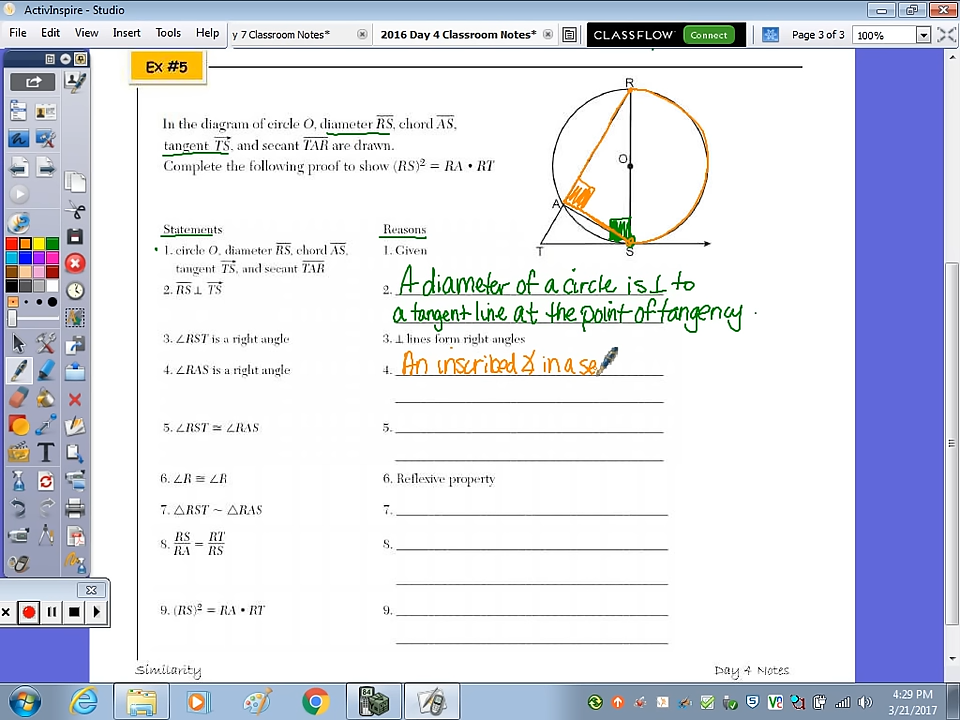 ActivInspire - Studio
File Edit View Insert Tools Help
y 7 Classroom Notes*
2016 Day 4 Classroom Notes*
CLASSFLOW Connect
Page 3 of 3
100%
Ex #5
In the diagram of circle O, diameter RS, chord AS,
tangent TS, and secant TAR are drawn.
Complete the following proof to show (RS)² = RA • RT
R
O
A
T
S
Statements
Reasons
1. circle O, diameter RS, chord AS,
tangent TS, and secant TAR
1. Given
2. RS ⊥ TS
2. A diameter of a circle is ⊥ to
a tangent line at the point of tangency.
3. ∠RST is a right angle
3. ⊥ lines form right angles
4. ∠RAS is a right angle
4. An inscribed ∡ in a se
5. ∠RST ≅ ∠RAS
5.
6. ∠R ≅ ∠R
6. Reflexive property
7. △RST ~ △RAS
7.
8. RS/RA = RT/RS
8.
9. (RS)² = RA • RT
9.
Similarity
Day 4 Notes
4:29 PM
3/21/2017